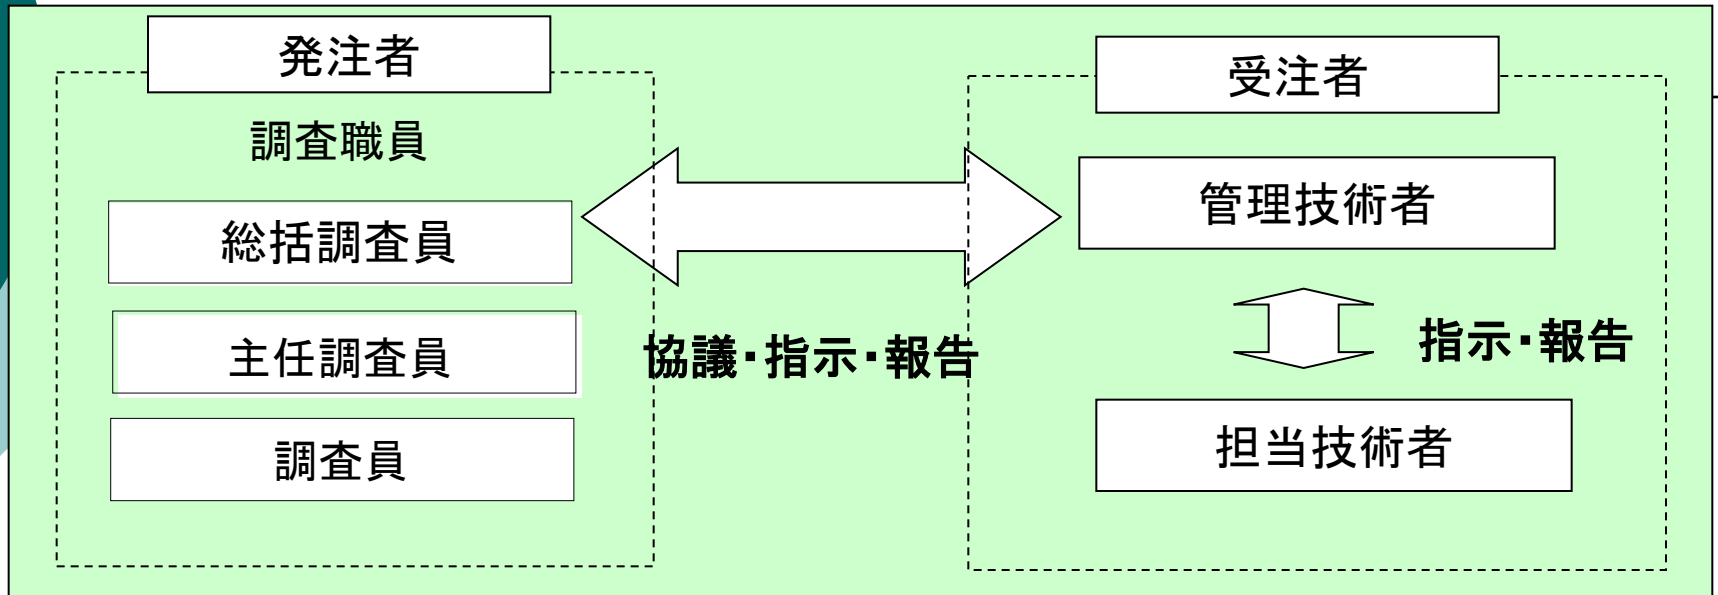 発注者
調査職員
総括調査員
主任調査員
調査員
協議・指示・報告
受注者
管理技術者
指示・報告
担当技術者